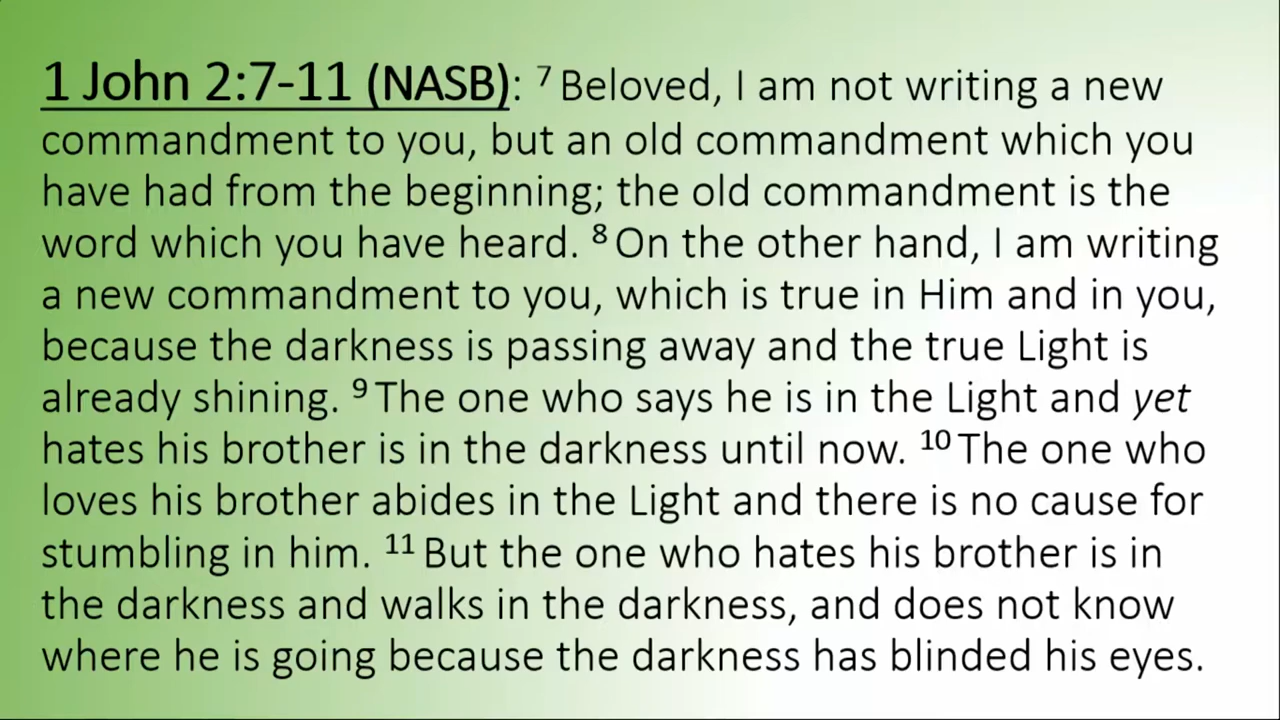 1 John 2:7-11 (NASB): 7 Beloved, I am not writing a new
commandment to you, but an old commandment which you
have had from the beginning; the old commandment is the
word which you have heard. 8 On the other hand, I am writing
a new commandment to you, which is true in Him and in you,
because the darkness is passing away and the true Light is
already shining. 9 The one who says he is in the Light and yet
hates his brother is in the darkness until now. 10 The one who
loves his brother abides in the Light and there is no cause for
stumbling in him. 11 But the one who hates his brother is in
the darkness and walks in the darkness, and does not know
where he is going because the darkness has blinded his eyes.